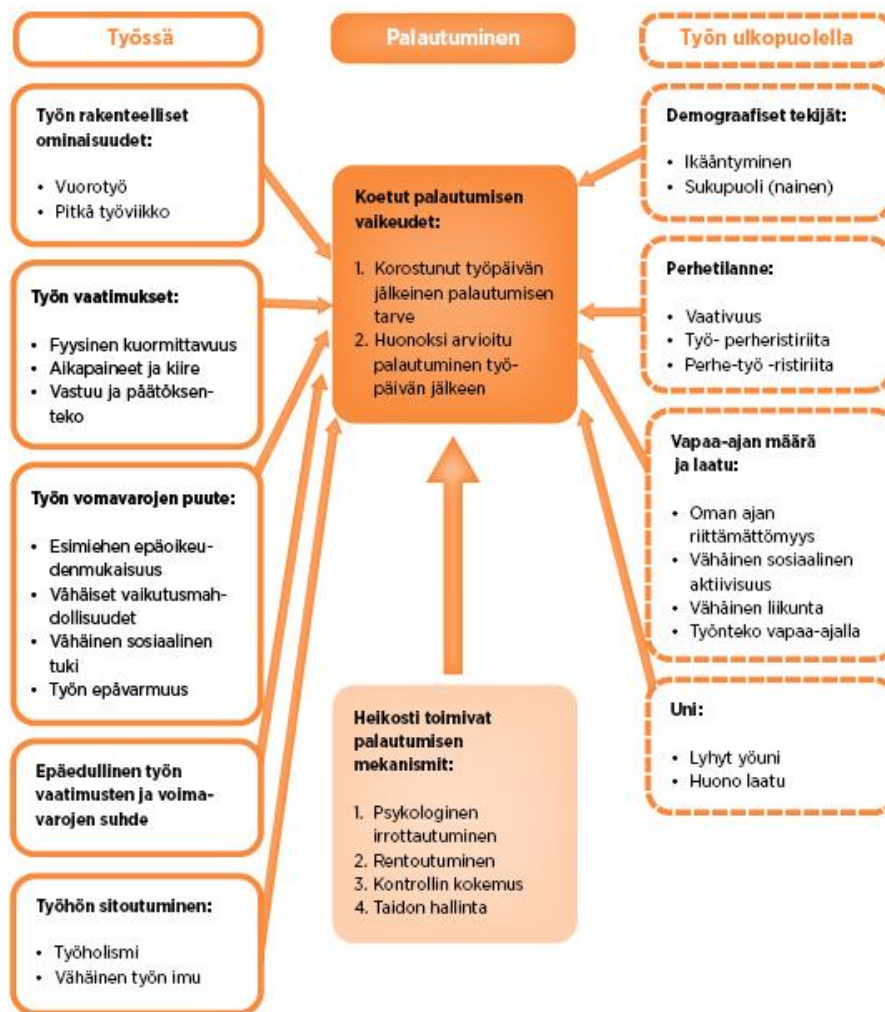 Työssä
Työn rakenteelliset
ominaisuudet:
• Vuorotyö
• Pitkä työviikko
Työn vaatimukset:
• Fyysinen kuormittavuus
• Aikapaineet ja kiire
• Vastuu ja päätöksen-
teko
Työn vomavarojen puute:
• Esimiehen epäoikeu-
denmukaisuus
• Vähäiset vaikutusmah-
dollisuudet
• Vähäinen sosiaalinen
tuki
• Työn epävarmuus
Epäedullinen työn
vaatimusten ja voima-
varojen suhde
Työhön sitoutuminen:
• Työholismi
• Vähäinen työn imu
Palautuminen
Koetut palautumisen
vaikeudet:
1. Korostunut työpäivän
jälkeinen palautumisen
tarve
2. Huonoksi arvioitu
palautuminen työ-
päivän jälkeen
Heikosti toimivat
palautumisen
mekanismit:
1. Psykologinen
irrottautuminen
2. Rentoutuminen
3. Kontrollin kokemus
4. Taidon hallinta
Työn ulkopuolella
Demograafiset tekijät:
• Ikääntyminen
• Sukupuoli (nainen)
Perhetilanne:
• Vaativuus
• Työ- perheristiriita
• Perhe-työ -ristiriita
Vapaa-ajan määrä
ja laatu:
• Oman ajan
riittämättömyys
• Vähäinen sosiaalinen
aktiivisuus
• Vähäinen liikunta
• Työnteko vapaa-ajalla
Uni:
• Lyhyt yöuni
• Huono laatu